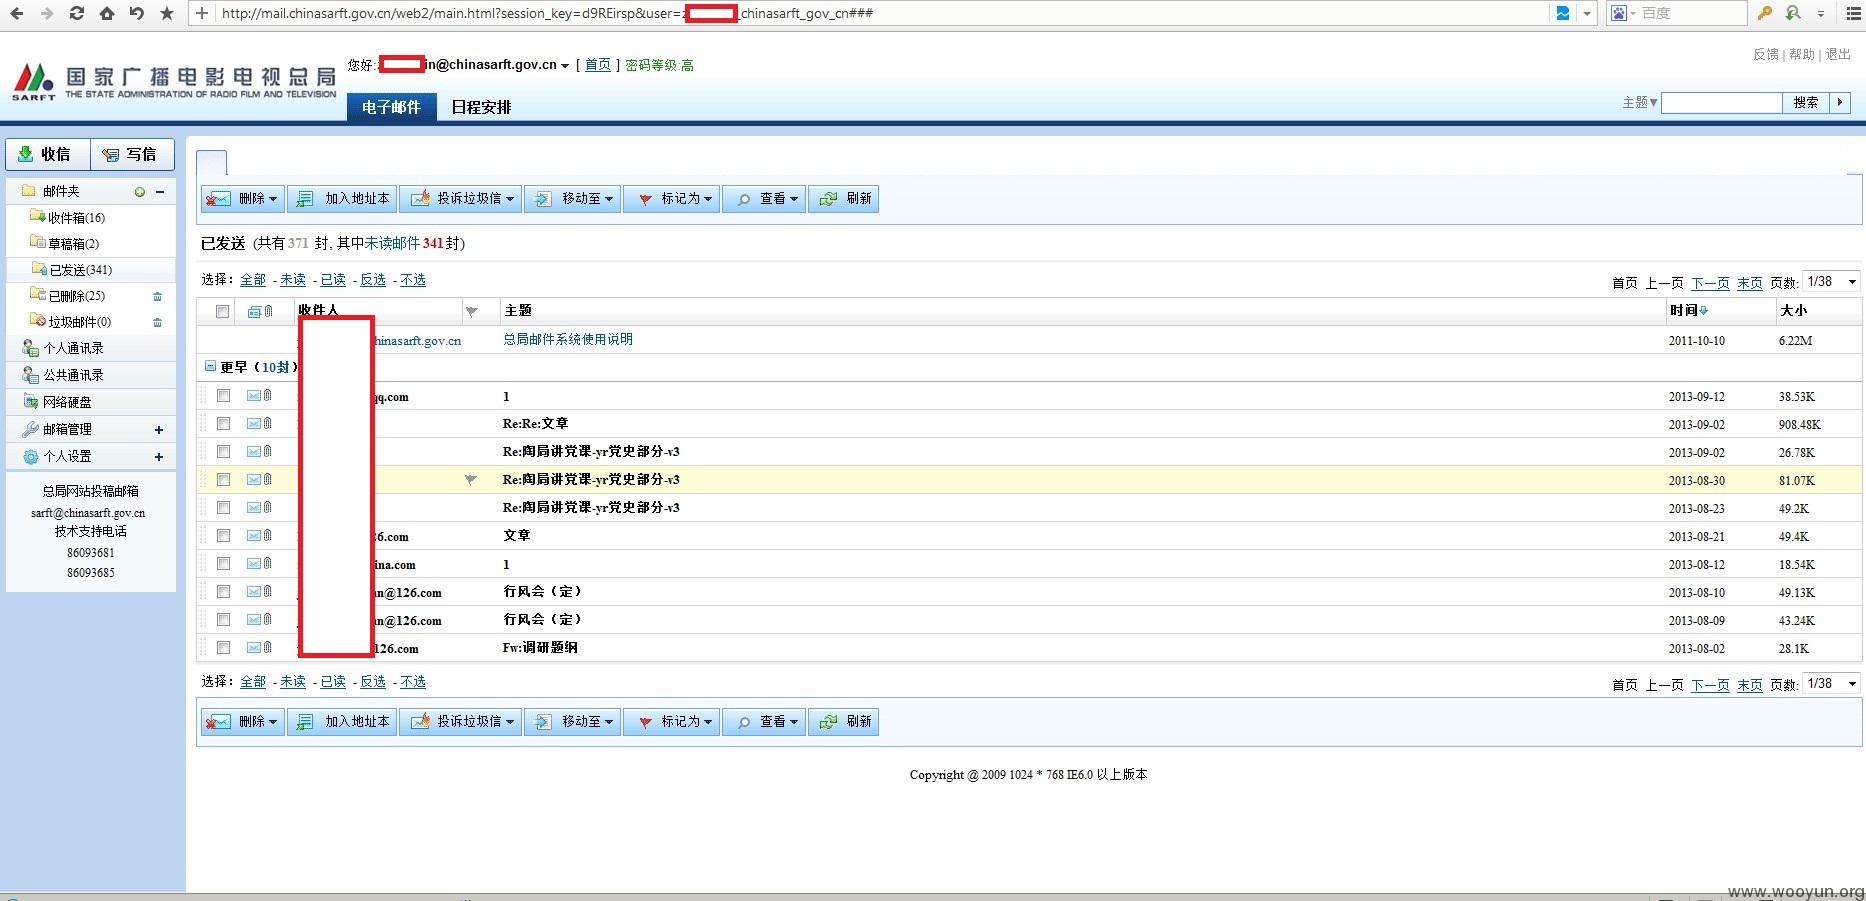 http://mail.chinasarft.gov.cn/web2/main.html?session_key=d9REirsp&user=z _chinasarft_gov_cn###
百度
反馈 | 帮助 | 退出
国家广播电影电视总局
THE STATE ADMINISTRATION OF RADIO FILM AND TELEVISION
SARFT
您好: in@chinasarft.gov.cn [ 首页 ] 密码等级:高
电子邮件 日程安排
主题 搜索
收信 写信
邮件夹
收件箱(16)
草稿箱(2)
已发送(341)
已删除(25)
垃圾邮件(0)
个人通讯录
公共通讯录
网络硬盘
邮箱管理
个人设置
总局网站投稿邮箱
sarft@chinasarft.gov.cn
技术支持电话
86093681
86093685
删除 加入地址本 投诉垃圾信 移动至 标记为 查看 刷新
已发送 (共有 371 封, 其中未读邮件 341封)
选择: 全部 - 未读 - 已读 - 反选 - 不选
首页 上一页 下一页 末页 页数: 1/38
收件人 主题 时间 大小
hinasarft.gov.cn 总局邮件系统使用说明 2011-10-10 6.22M
更早 (10封)
qq.com 1 2013-09-12 38.53K
Re:Re:文章 2013-09-02 908.48K
Re:陶局讲党课-yr党史部分-v3 2013-09-02 26.78K
Re:陶局讲党课-yr党史部分-v3 2013-08-30 81.07K
Re:陶局讲党课-yr党史部分-v3 2013-08-23 49.2K
26.com 文章 2013-08-21 49.4K
ina.com 1 2013-08-12 18.54K
an@126.com 行风会（定） 2013-08-10 49.13K
an@126.com 行风会（定） 2013-08-09 43.24K
126.com Fw:调研题纲 2013-08-02 28.1K
选择: 全部 - 未读 - 已读 - 反选 - 不选
首页 上一页 下一页 末页 页数: 1/38
删除 加入地址本 投诉垃圾信 移动至 标记为 查看 刷新
Copyright @ 2009 1024 * 768 IE6.0 以上版本
www.wooyun.org